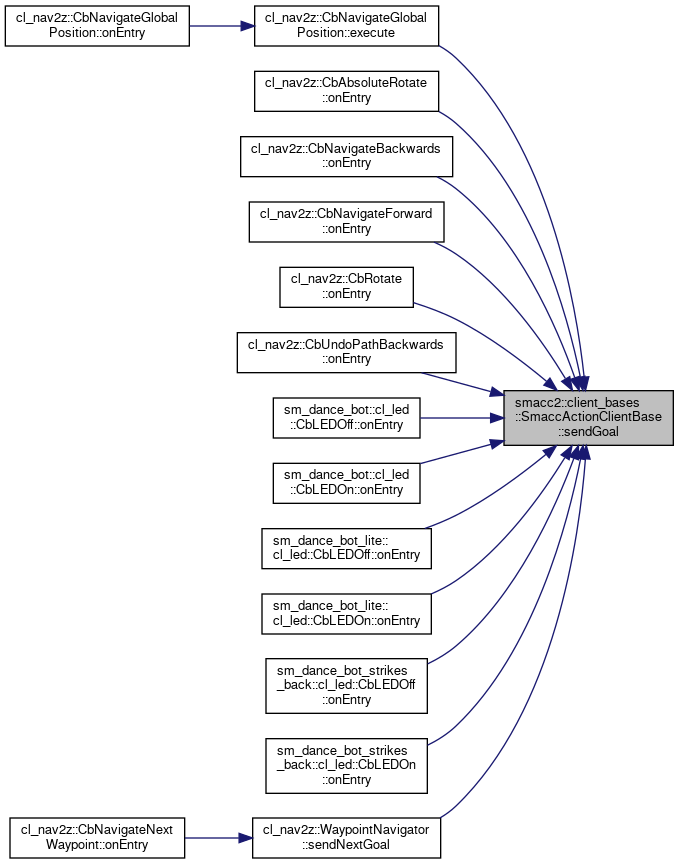 cl_nav2z::CbNavigateGlobal
Position::onEntry
cl_nav2z::CbNavigateGlobal
Position::execute
cl_nav2z::CbAbsoluteRotate
::onEntry
cl_nav2z::CbNavigateBackwards
::onEntry
cl_nav2z::CbNavigateForward
::onEntry
cl_nav2z::CbRotate
::onEntry
cl_nav2z::CbUndoPathBackwards
::onEntry
smacc2::client_bases
::SmaccActionClientBase
::sendGoal
sm_dance_bot::cl_led
::CbLEDOff::onEntry
sm_dance_bot::cl_led
::CbLEDOn::onEntry
sm_dance_bot_lite::
cl_led::CbLEDOff::onEntry
sm_dance_bot_lite::
cl_led::CbLEDOn::onEntry
sm_dance_bot_strikes
_back::cl_led::CbLEDOff
::onEntry
sm_dance_bot_strikes
_back::cl_led::CbLEDOn
::onEntry
cl_nav2z::CbNavigateNext
Waypoint::onEntry
cl_nav2z::WaypointNavigator
::sendNextGoal